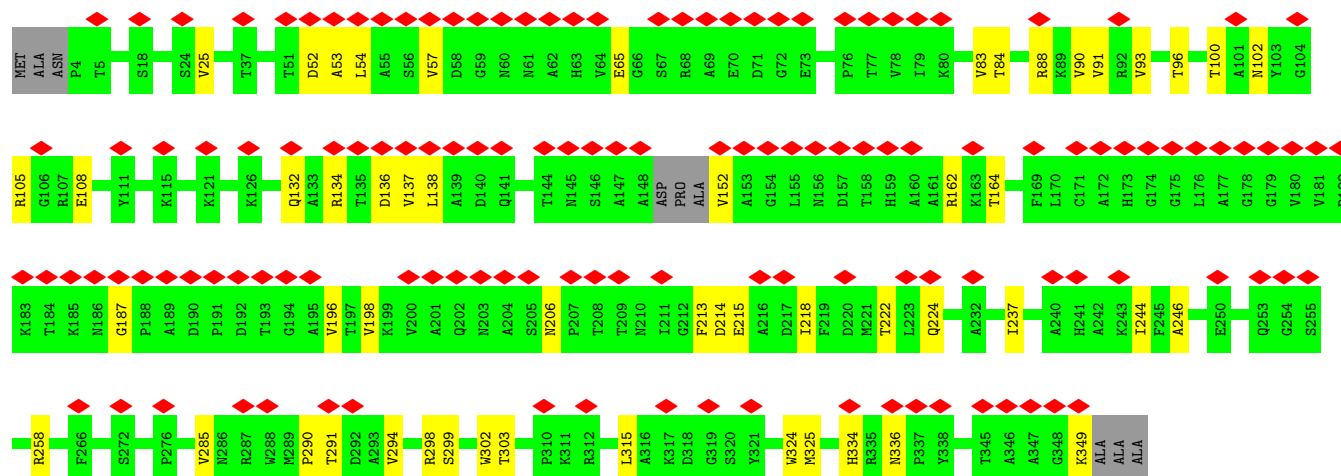 MET ALA ASN P4 T5 S18 S24 V25 T37 T51 D52 A53 L54 A55 S56 V57 D58 G59 N60 N61 A62 H63 V64 E65 G66 S67 R68 A69 E70 D71 G72 E73 P76 T77 V78 I79 K80 V83 T84 R88 K89 V90 V91 R92 V93 T96 T100 A101 N102 Y103 G104
R105 G106 R107 E108 Y111 K115 K121 K126 Q132 A133 R134 T135 D136 V137 L138 A139 D140 Q141 T144 N145 S146 A147 A148 ASP PRO ALA V152 A153 G154 L155 N156 D157 T158 H159 A160 A161 R162 K163 T164 F169 L170 C171 A172 H173 G174 G175 L176 A177 G178 G179 V180 V181
K183 T184 K185 N186 G187 P188 A189 D190 P191 D192 T193 G194 A195 V196 T197 V198 K199 V200 A201 Q202 N203 A204 S205 N206 P207 T208 T209 N210 I211 G212 F213 D214 E215 A216 D217 I218 F219 D220 M221 T222 L223 Q224 A232 I237 A240 H241 A242 K243 I244 F245 A246 E250 Q253 G254 S255
R258 F266 S272 P276 V285 N286 R287 W288 M289 P290 T291 D292 A293 V294 R298 S299 W302 T303 P310 K311 R312 L315 A316 K317 D318 G319 S320 Y321 W324 M325 H334 R335 N336 P337 Y338 T345 A346 A347 G348 K349 ALA ALA ALA